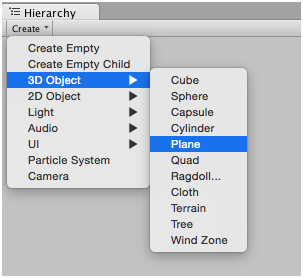 Hierarchy
Create
Create Empty
Create Empty Child
3D Object
2D Object
Light
Audio
UI
Particle System
Camera
Cube
Sphere
Capsule
Cylinder
Plane
Quad
Ragdoll...
Cloth
Terrain
Tree
Wind Zone